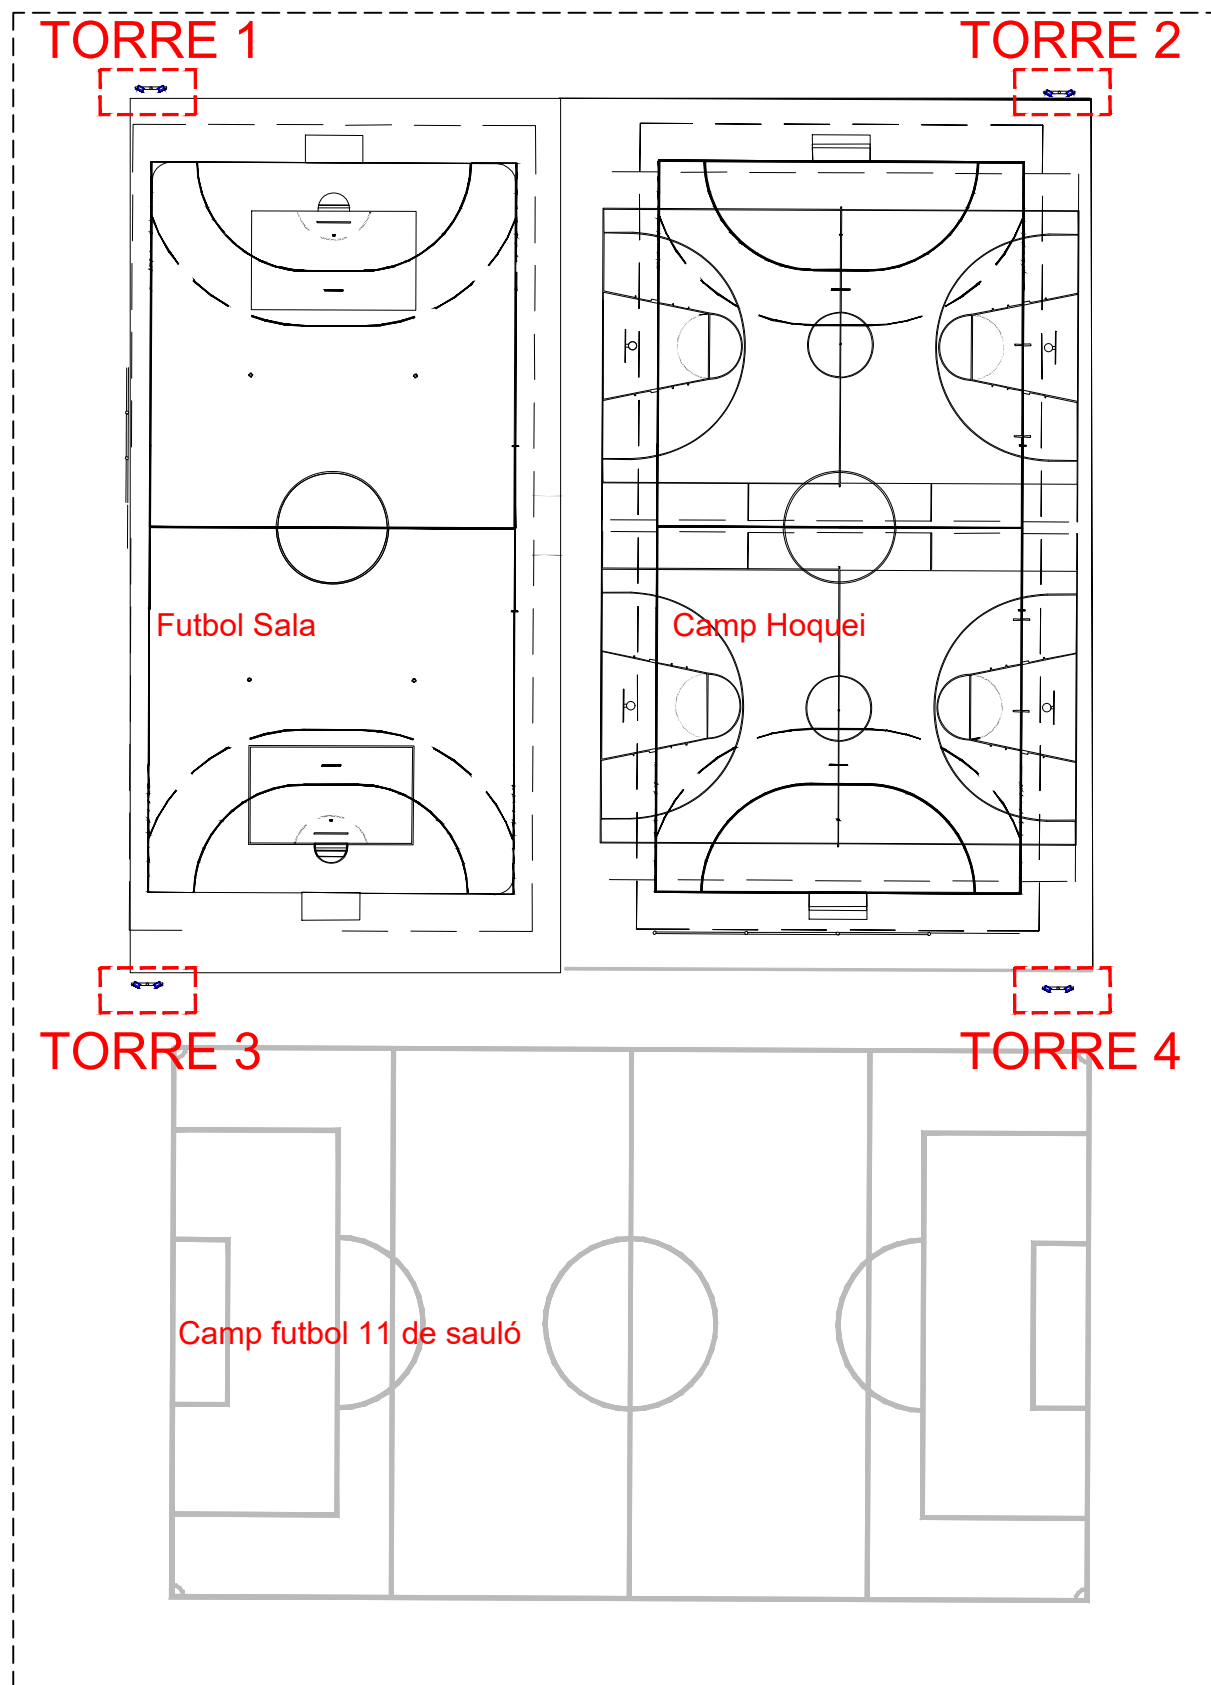 TORRE 1
TORRE 2
Futbol Sala
Camp Hoquei
TORRE 3
TORRE 4
Camp futbol 11 de sauló